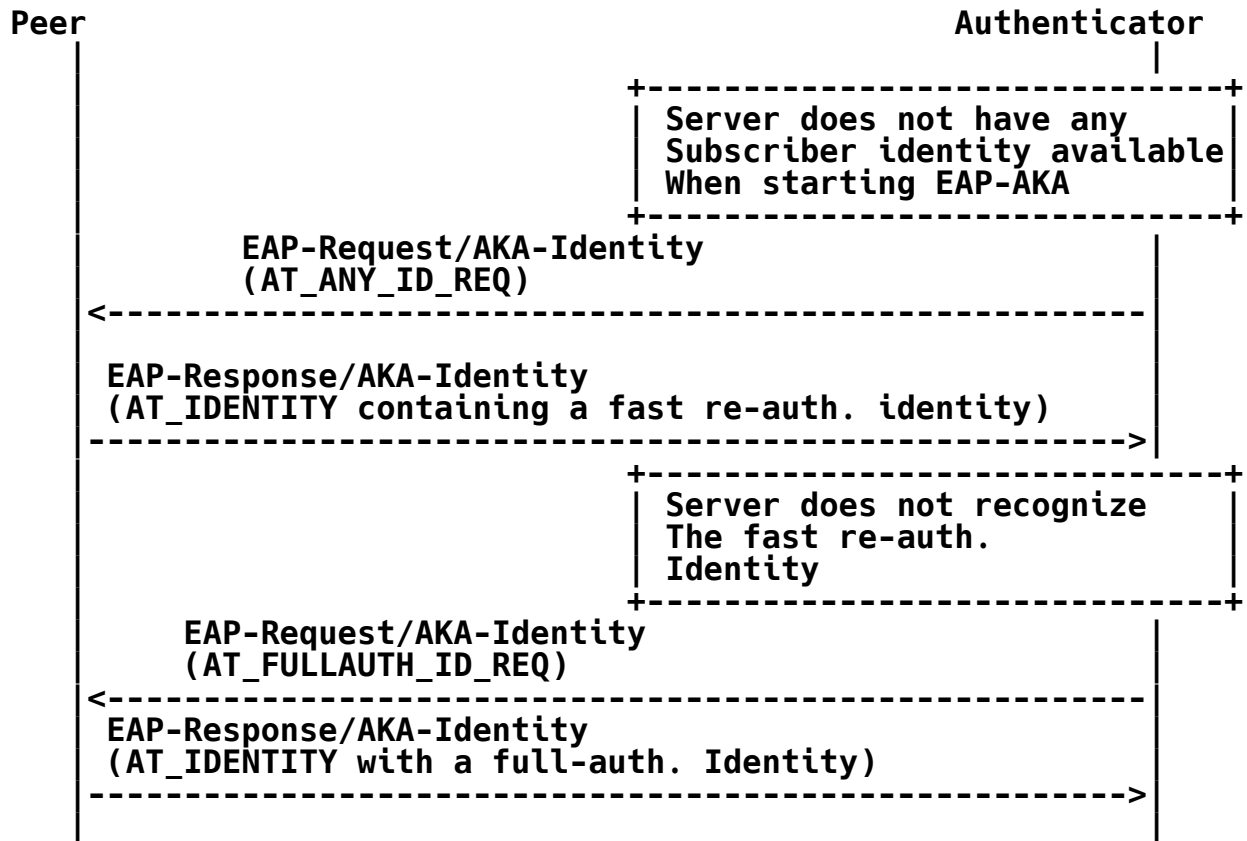 Peer                                             Authenticator
   |                                                       |
   |                            +------------------------------+
   |                            | Server does not have any     |
   |                            | Subscriber identity available|
   |                            | When starting EAP-AKA        |
   |                            +------------------------------+
   |        EAP-Request/AKA-Identity                       |
   |        (AT_ANY_ID_REQ)                                |
   |<------------------------------------------------------|
   |                                                       |
   | EAP-Response/AKA-Identity                             |
   | (AT_IDENTITY containing a fast re-auth. identity)     |
   |------------------------------------------------------>|
   |                            +------------------------------+
   |                            | Server does not recognize    |
   |                            | The fast re-auth.            |
   |                            | Identity                     |
   |                            +------------------------------+
   |     EAP-Request/AKA-Identity                          |
   |     (AT_FULLAUTH_ID_REQ)                              |
   |<------------------------------------------------------|
   | EAP-Response/AKA-Identity                             |
   | (AT_IDENTITY with a full-auth. Identity)              |
   |------------------------------------------------------>|
   |                                                       |